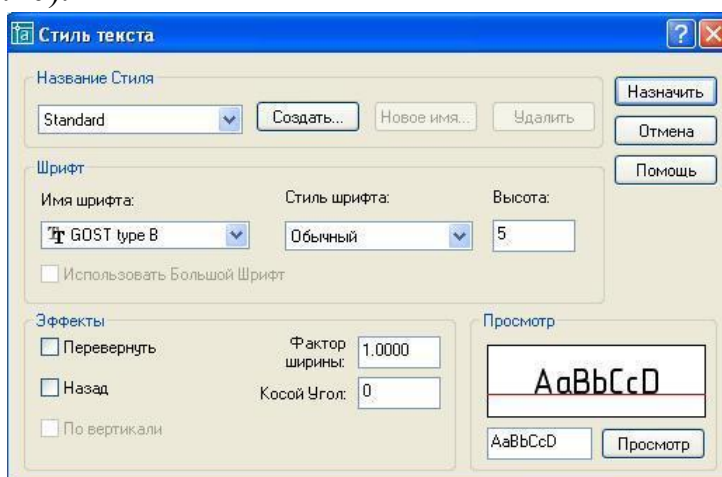 Стиль текста
Название Стиля
Standard
Создать...
Новое имя...
Удалить
Назначить
Отмена
Помощь
Шрифт
Имя шрифта:
Стиль шрифта:
Высота:
GOST type B
Обычный
5
Использовать Большой Шрифт
Эффекты
Перевернуть
Назад
По вертикали
Фактор
ширины:
1.0000
Косой Угол:
0
Просмотр
AaBbCcD
AaBbCcD
Просмотр